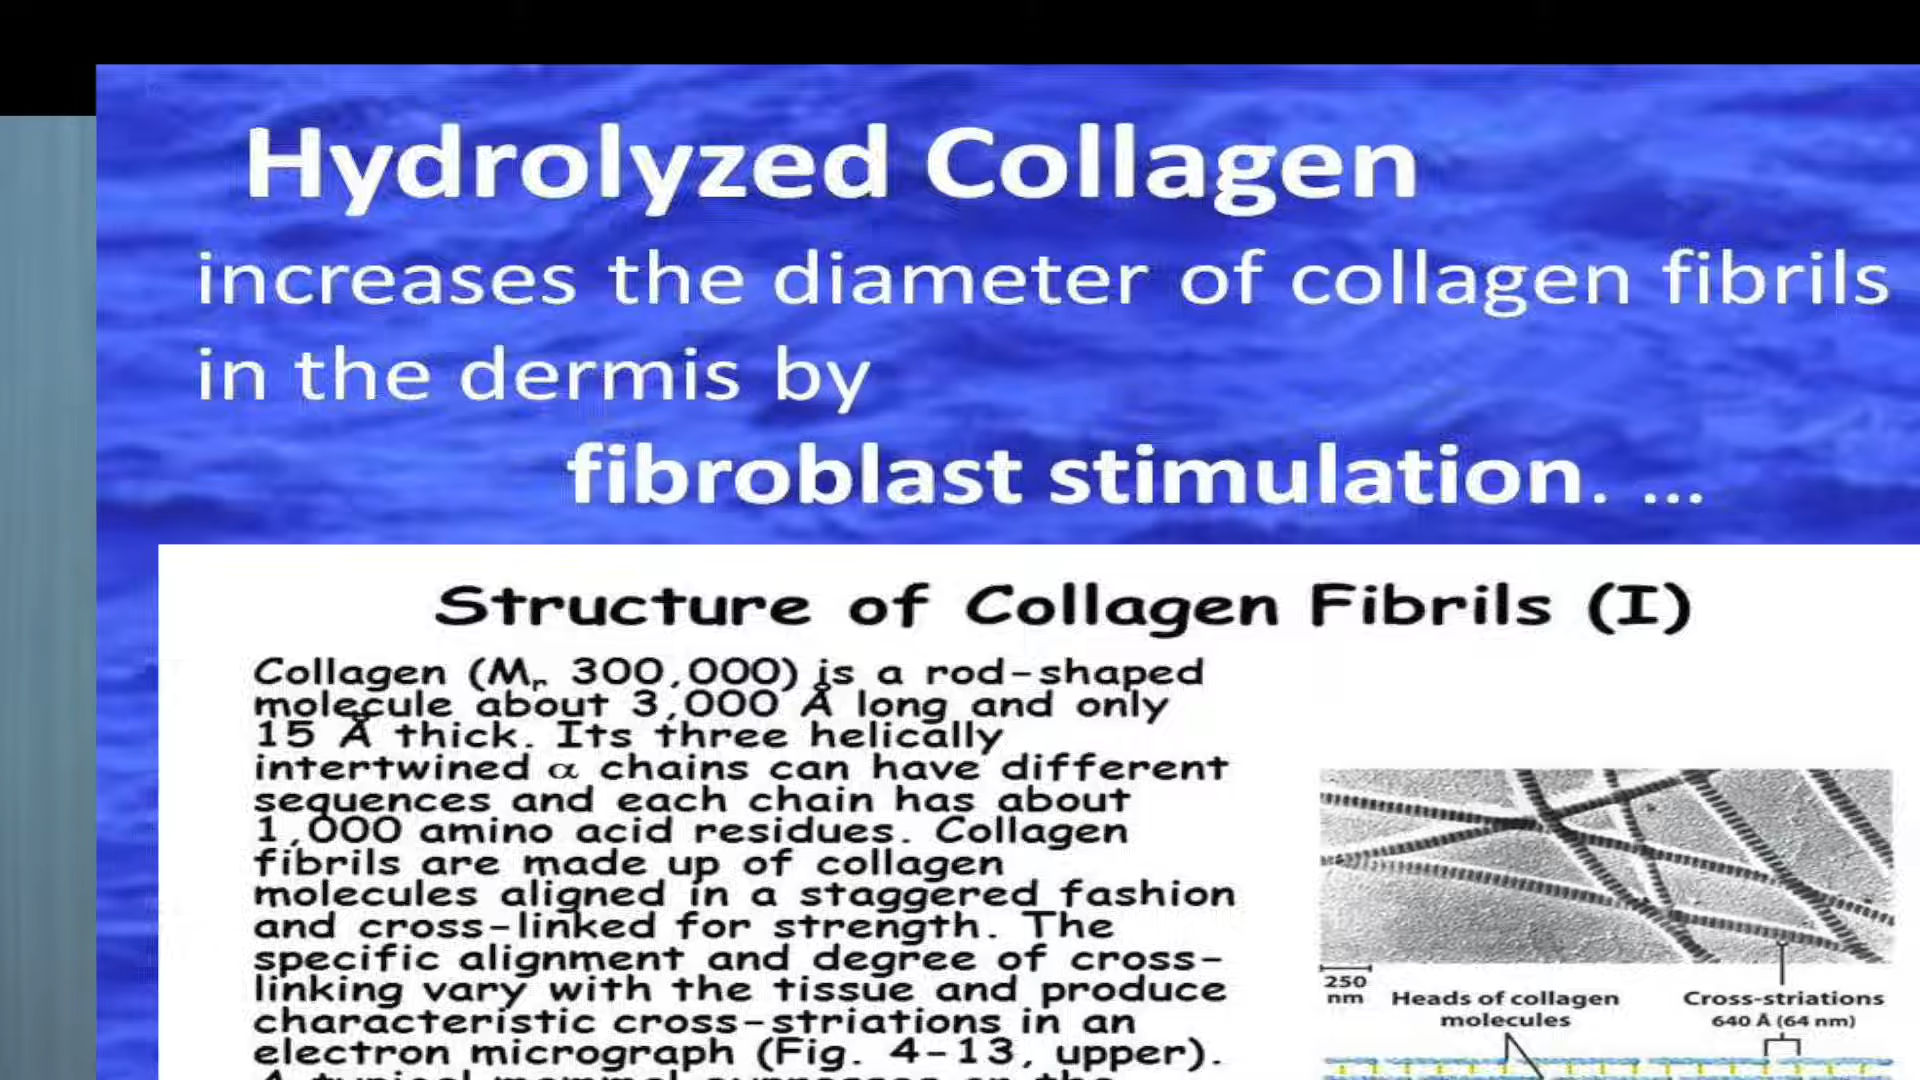 Hydrolyzed Collagen
increases the diameter of collagen fibrils
in the dermis by
fibroblast stimulation. ...
Structure of Collagen Fibrils (I)
Collagen (Mr 300,000) is a rod-shaped
molecule about 3,000 Å long and only
15 Å thick. Its three helically
intertwined α chains can have different
sequences and each chain has about
1,000 amino acid residues. Collagen
fibrils are made up of collagen
molecules aligned in a staggered fashion
and cross-linked for strength. The
specific alignment and degree of cross-
linking vary with the tissue and produce
characteristic cross-striations in an
electron micrograph (Fig. 4-13, upper).
250
nm
Heads of collagen
molecules
Cross-striations
640 Å (64 nm)